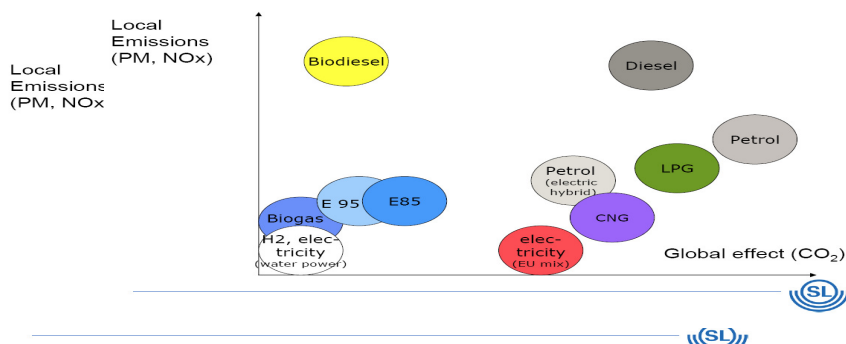 Local
Emissions
(PM, NOx)
Local
Emissions
(PM, NOx
Biodiesel
Diesel
Petrol
LPG
Petrol
(electric
hybrid)
E 95
E85
Biogas
CNG
H2, elec-
tricity
(water power)
elec-
tricity
(EU mix)
Global effect (CO₂)
SL
SL